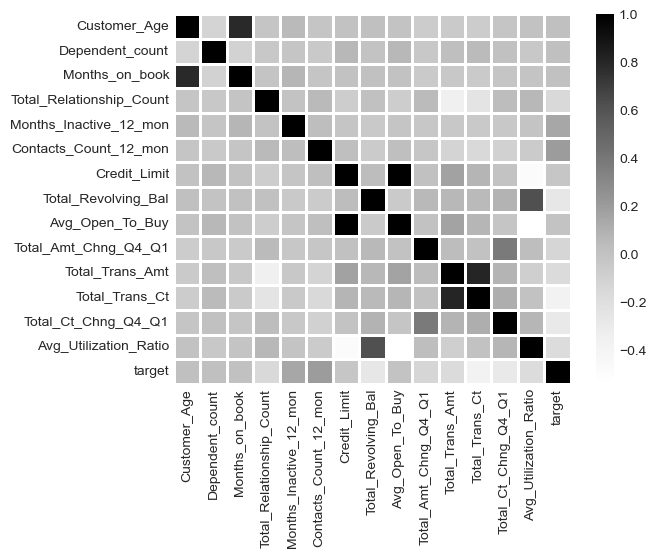 Customer_Age
Dependent_count
Months_on_book
Total_Relationship_Count
Months_Inactive_12_mon
Contacts_Count_12_mon
Credit_Limit
Total_Revolving_Bal
Avg_Open_To_Buy
Total_Amt_Chng_Q4_Q1
Total_Trans_Amt
Total_Trans_Ct
Total_Ct_Chng_Q4_Q1
Avg_Utilization_Ratio
target
Customer_Age
Dependent_count
Months_on_book
Total_Relationship_Count
Months_Inactive_12_mon
Contacts_Count_12_mon
Credit_Limit
Total_Revolving_Bal
Avg_Open_To_Buy
Total_Amt_Chng_Q4_Q1
Total_Trans_Amt
Total_Trans_Ct
Total_Ct_Chng_Q4_Q1
Avg_Utilization_Ratio
target
1.0
0.8
0.6
0.4
0.2
0.0
−0.2
−0.4